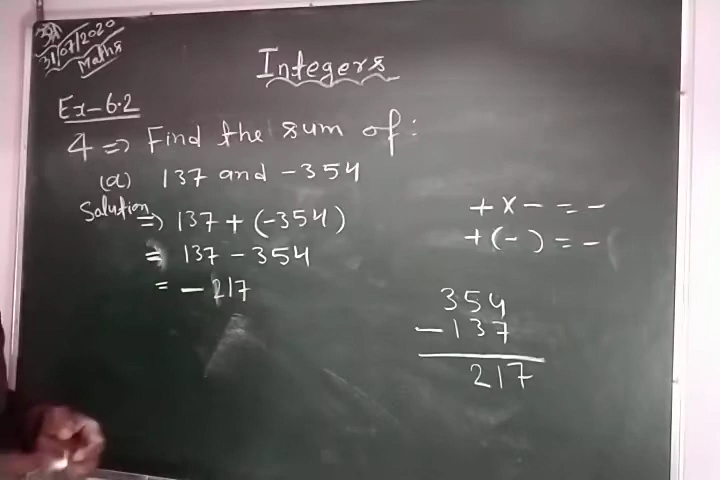 31/07/2020
Maths
Integers
Ex-6.2
4 => Find the sum of :
(a) 137 and -354
Solution => 137 + (-354)
= 137 - 354
= - 217
+ x - = -
+ (-) = -
354
- 137
217